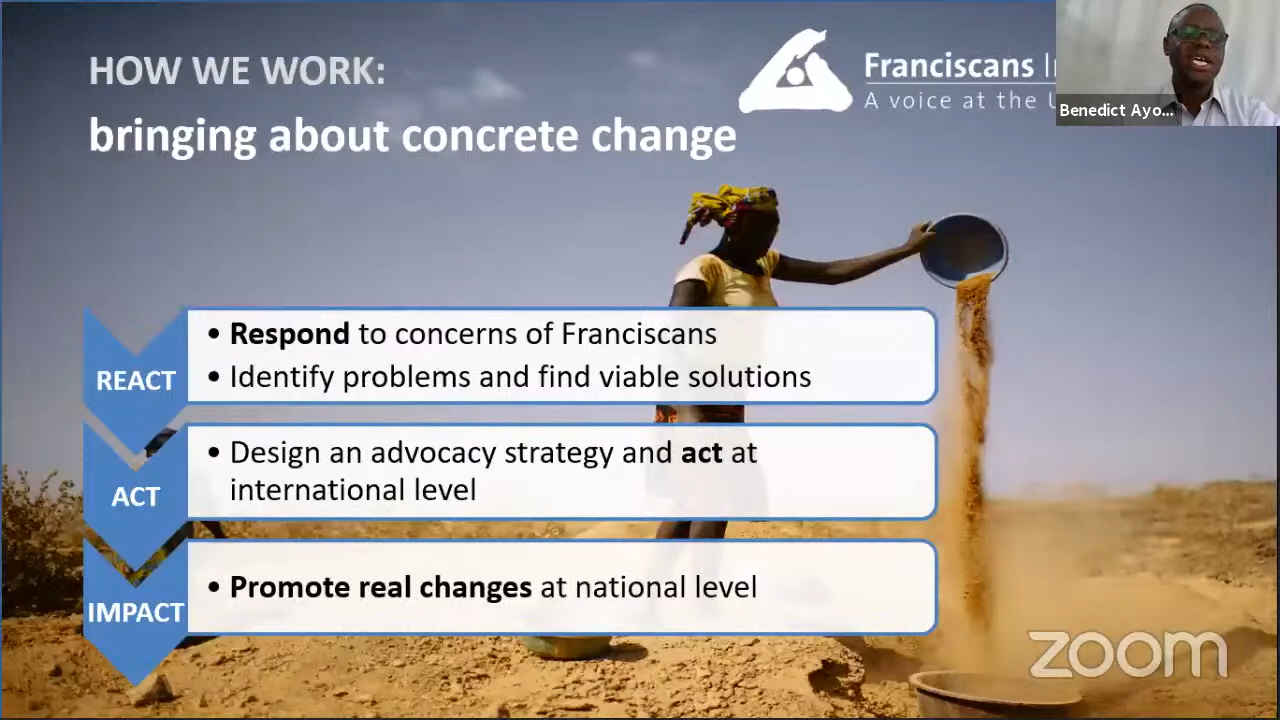 HOW WE WORK:
bringing about concrete change
Franciscans
A voice at the
Benedict Ayo...
REACT
• Respond to concerns of Franciscans
• Identify problems and find viable solutions
ACT
• Design an advocacy strategy and act at
international level
IMPACT
• Promote real changes at national level
zoom